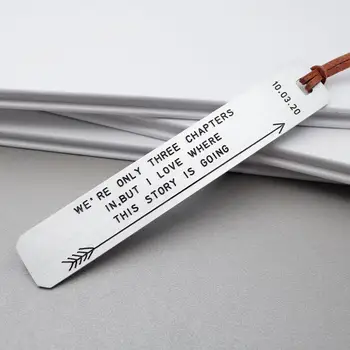 10.03.20
WE'RE ONLY THREE CHAPTERS
IN.BUT I LOVE WHERE
THIS STORY IS GOING